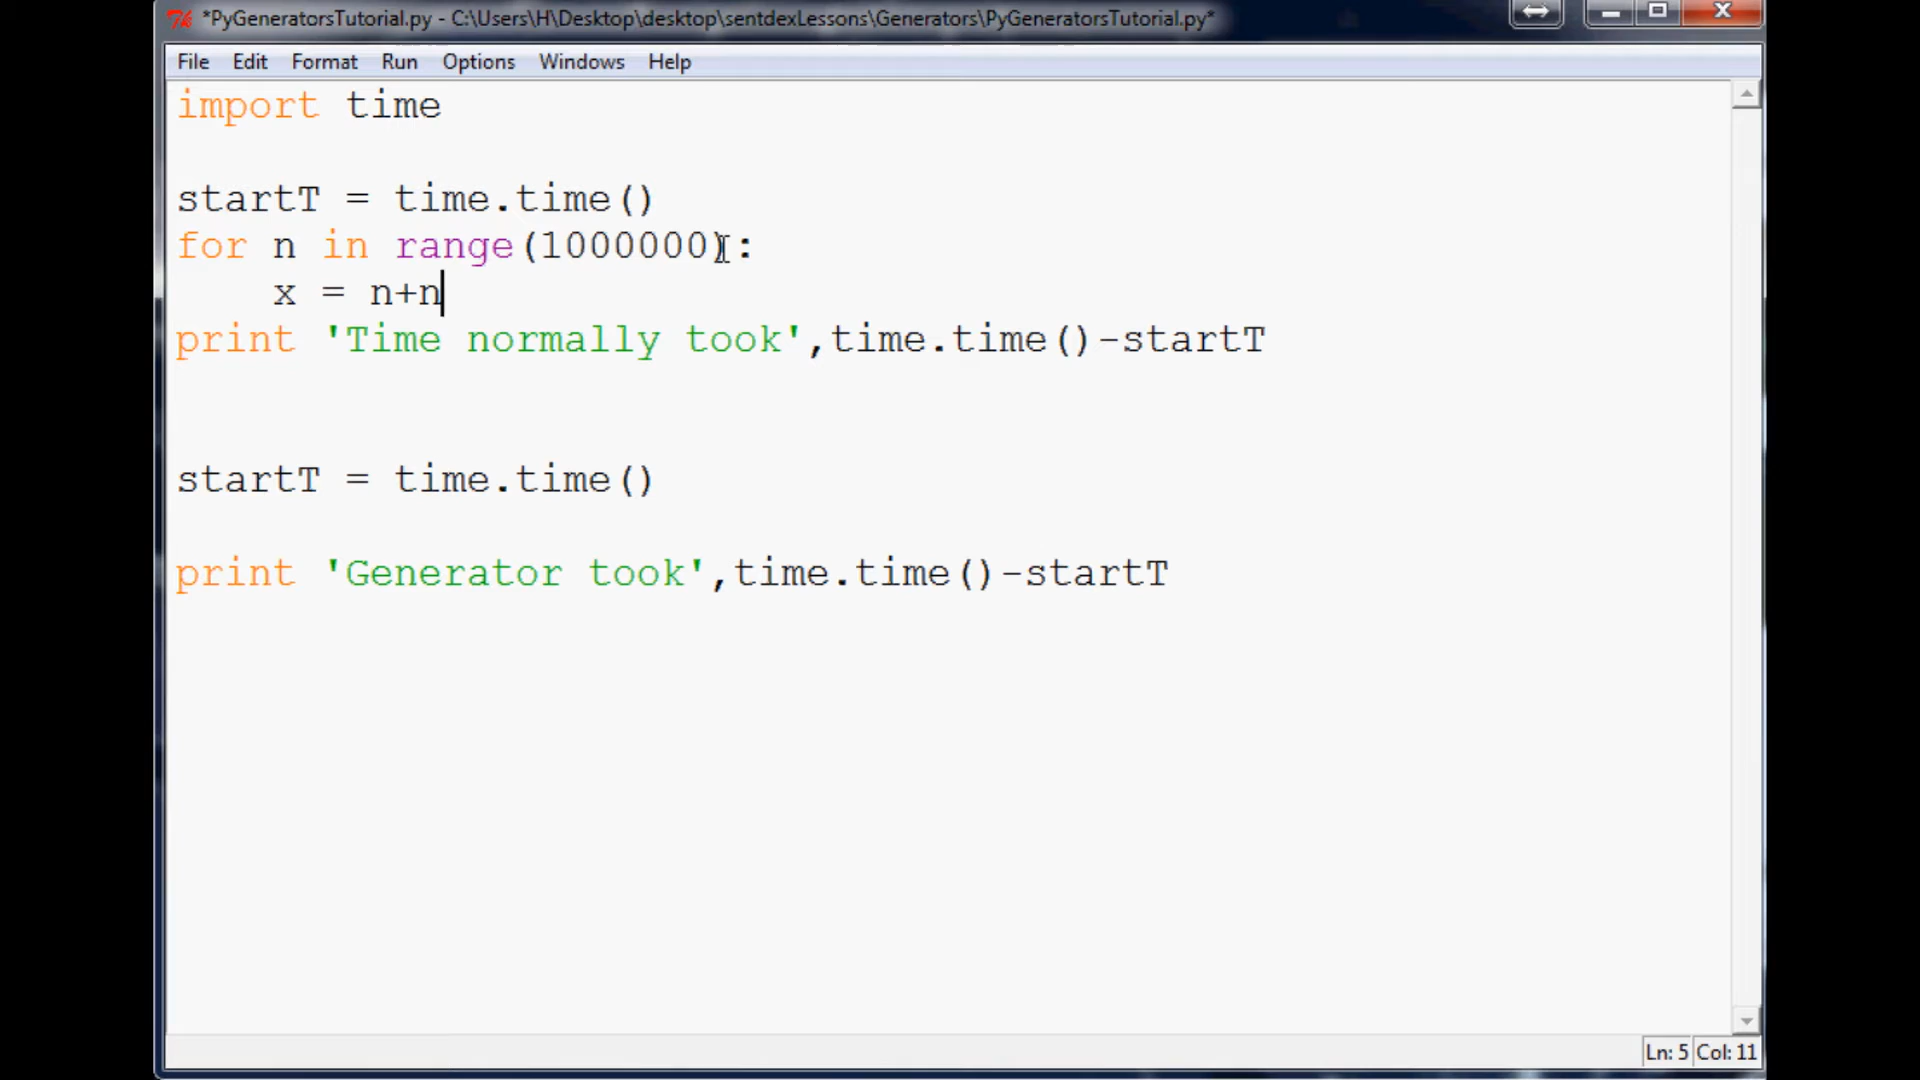 *PyGeneratorsTutorial.py - C:\Users\H\Desktop\desktop\sentdexLessons\Generators\PyGeneratorsTutorial.py*
File Edit Format Run Options Windows Help
import time
startT = time.time()
for n in range(1000000):
    x = n+n
print 'Time normally took',time.time()-startT
startT = time.time()
print 'Generator took',time.time()-startT
Ln: 5 Col: 11